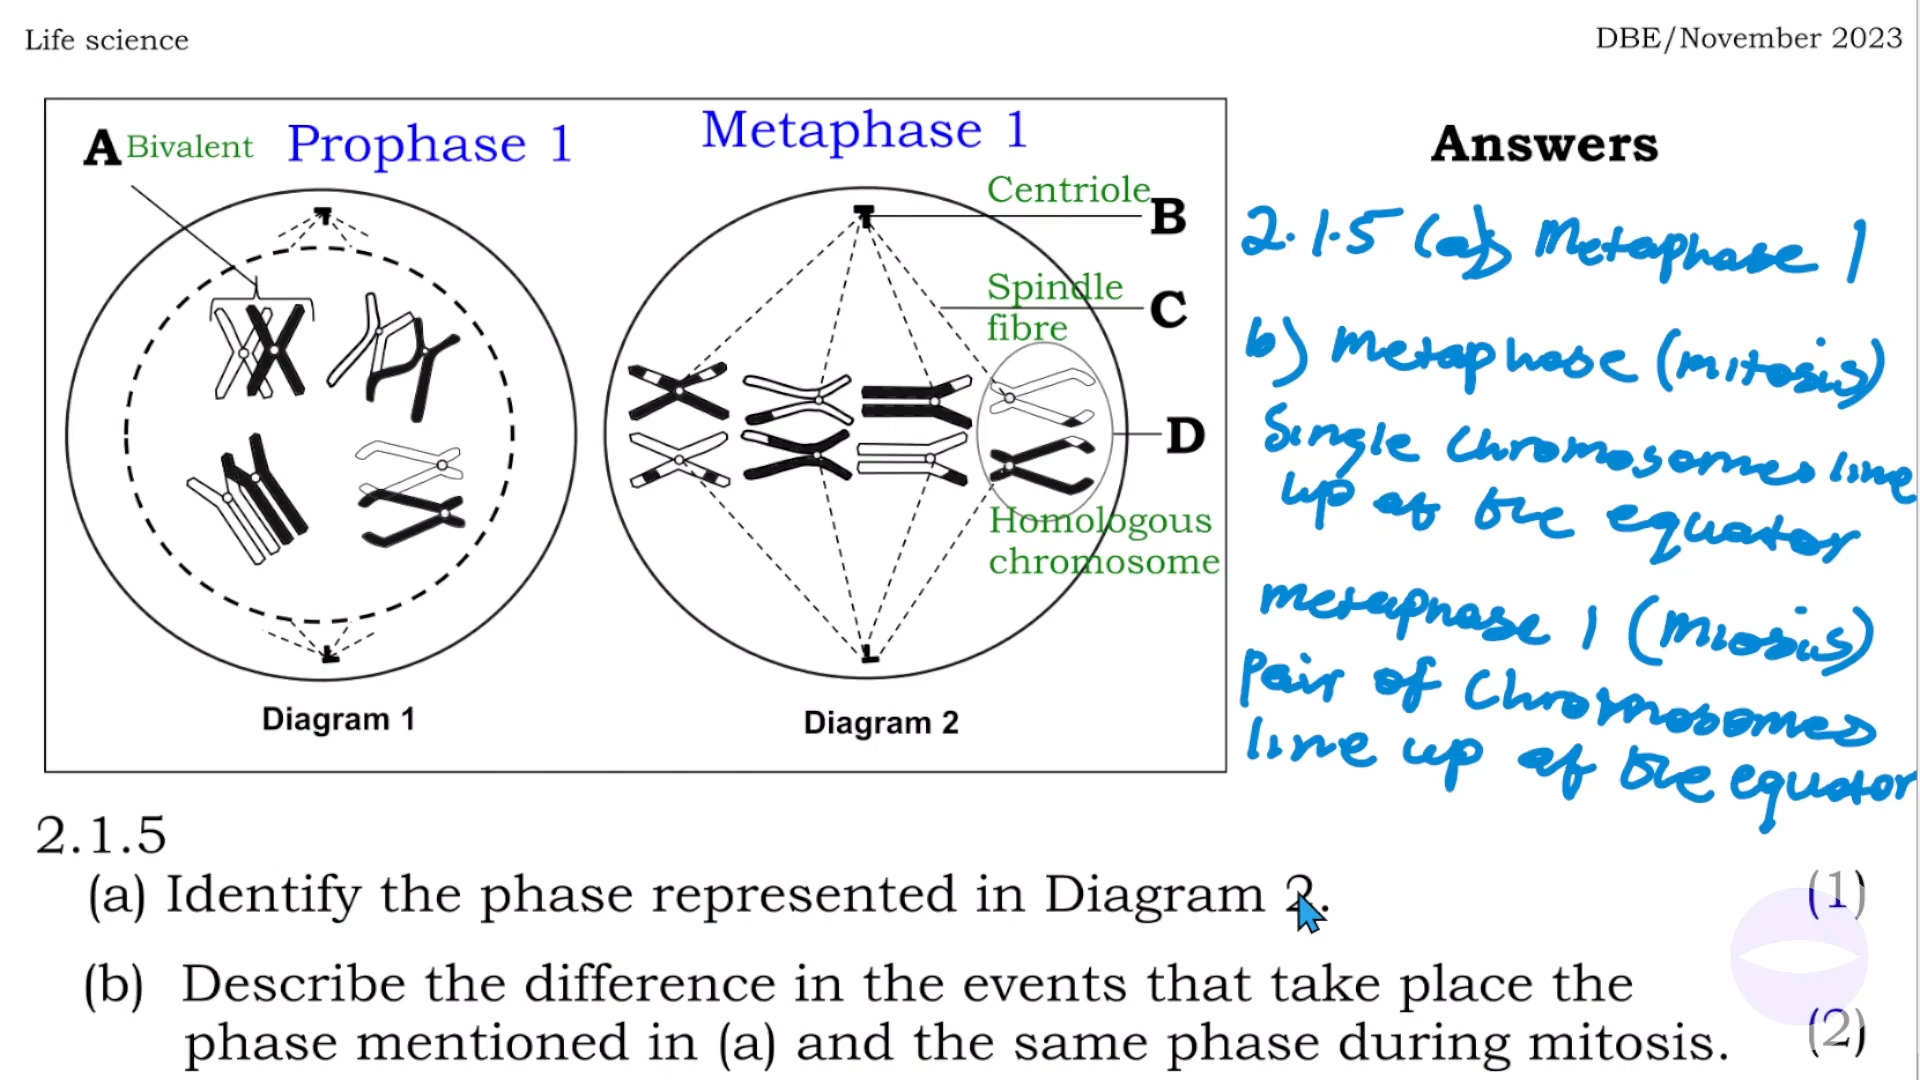 Life science
DBE/November 2023
A Bivalent
Prophase 1
Metaphase 1
Centriole
B
Spindle
fibre
C
D
Homologous
chromosome
Diagram 1
Diagram 2
Answers
2.1.5 (a) Metaphase 1
b) Metaphase (mitosis)
Single chromosomes line
up at the equator
metaphase 1 (Miosis)
Pair of Chromosomes
line up at the equator
2.1.5
(a) Identify the phase represented in Diagram 2. (1)
(b) Describe the difference in the events that take place the
phase mentioned in (a) and the same phase during mitosis. (2)